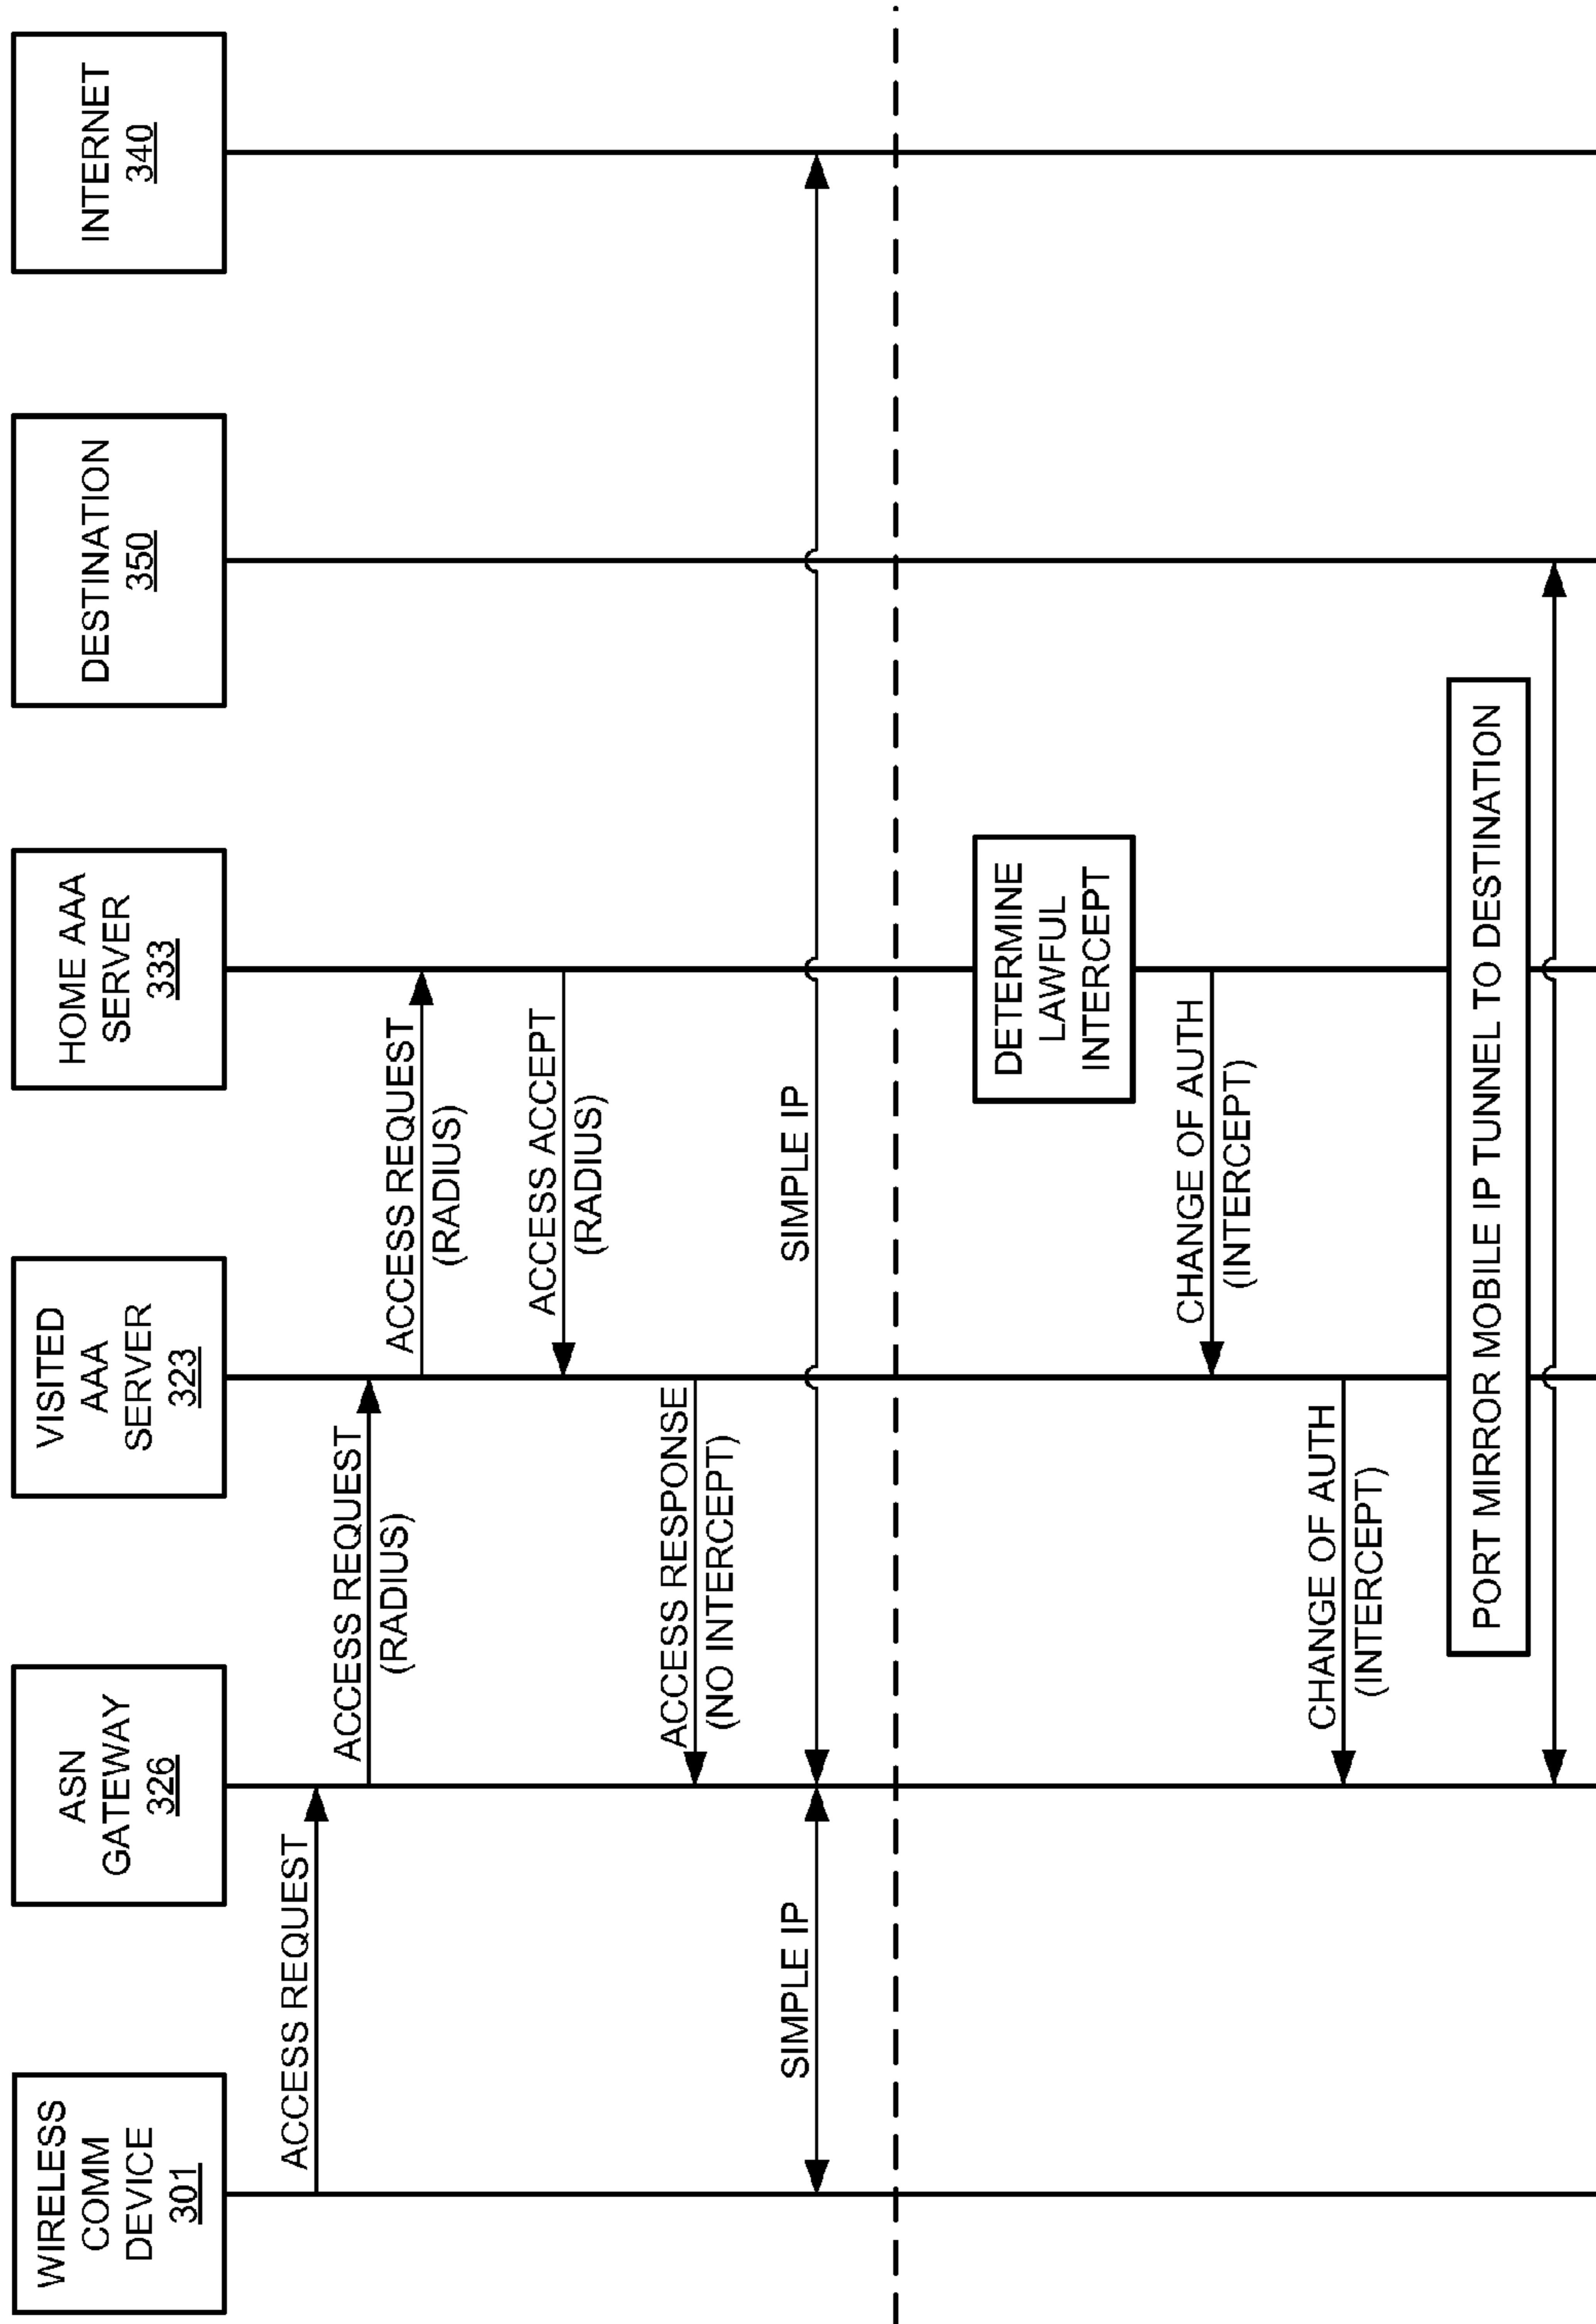 WIRELESS
COMM
DEVICE
301
ASN
GATEWAY
326
VISITED
AAA
SERVER
323
HOME AAA
SERVER
333
DESTINATION
350
INTERNET
340
ACCESS REQUEST
ACCESS REQUEST
(RADIUS)
ACCESS REQUEST
(RADIUS)
ACCESS ACCEPT
(RADIUS)
ACCESS RESPONSE
(NO INTERCEPT)
SIMPLE IP
SIMPLE IP
DETERMINE
LAWFUL
INTERCEPT
CHANGE OF AUTH
(INTERCEPT)
CHANGE OF AUTH
(INTERCEPT)
PORT MIRROR MOBILE IP TUNNEL TO DESTINATION